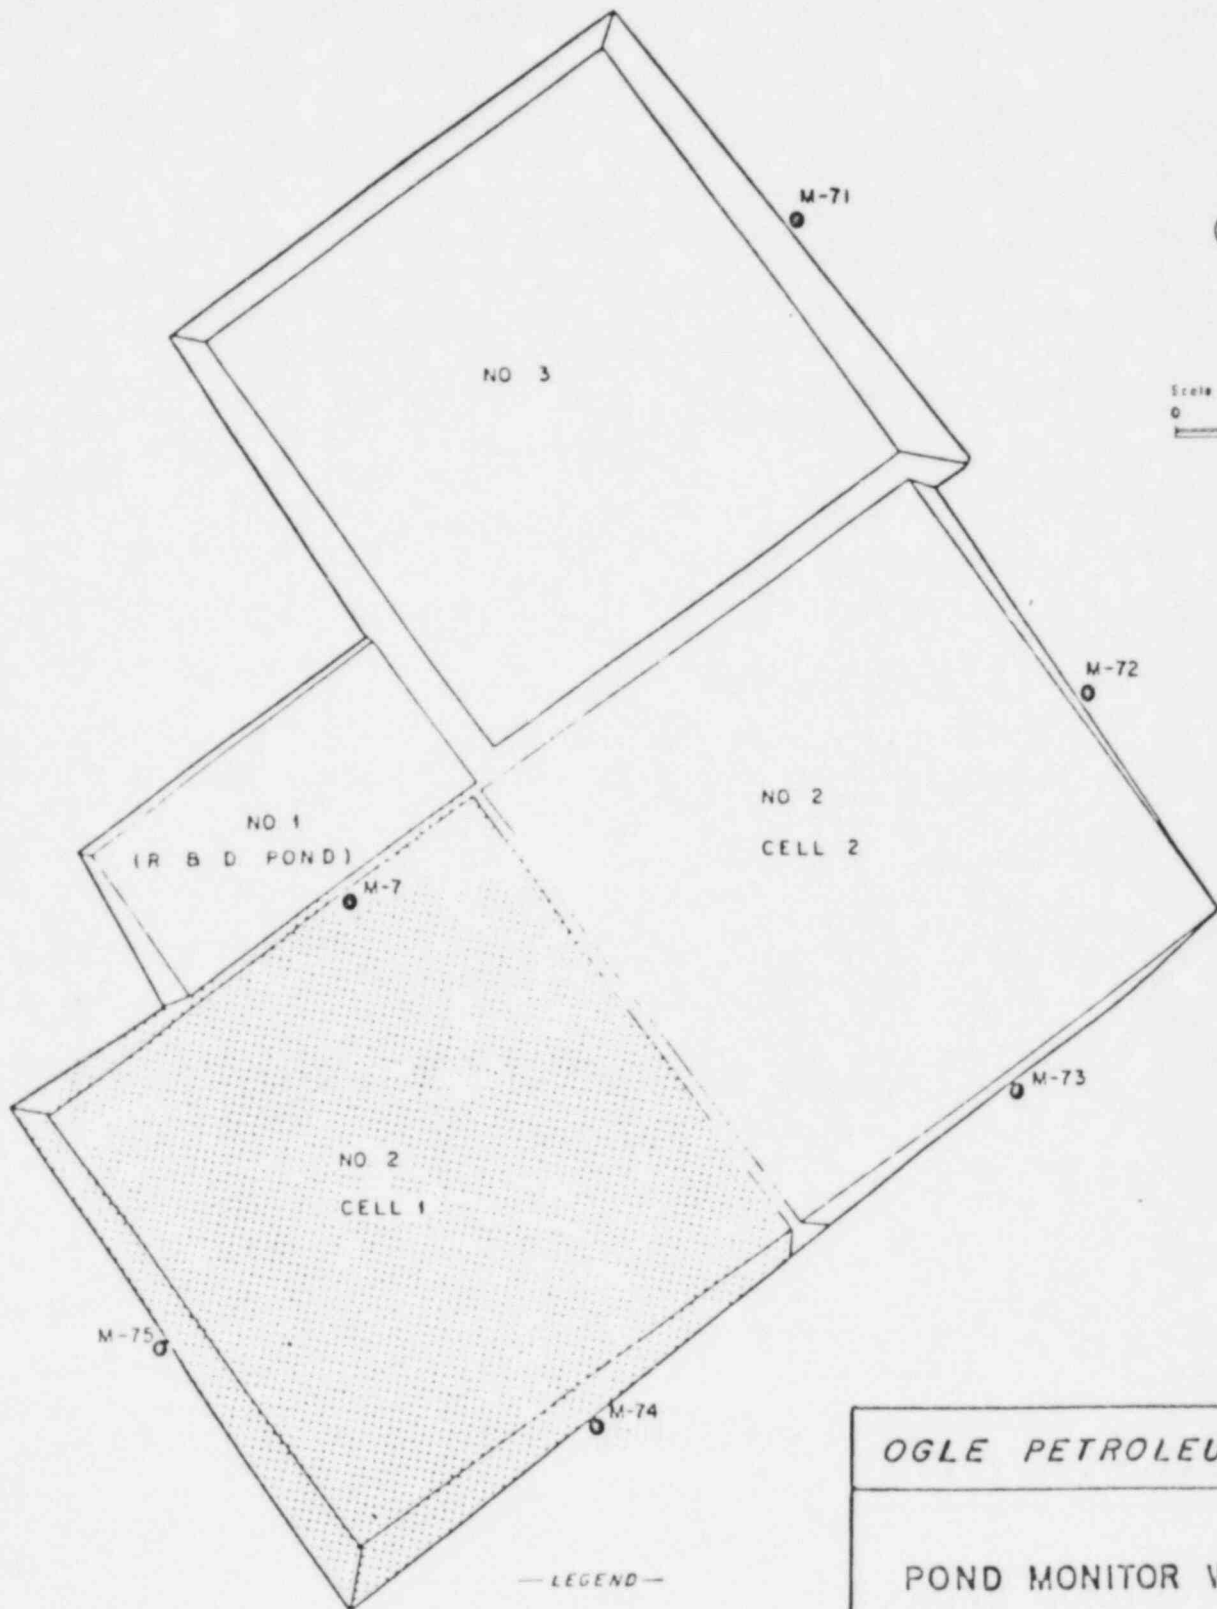 M-71
NO 3
Scale
0
M-72
NO 2
CELL 2
NO 1
(R & D POND)
M-7
M-73
NO 2
CELL 1
M-75
M-74
OGLE PETROLEU
—LEGEND—
POND MONITOR